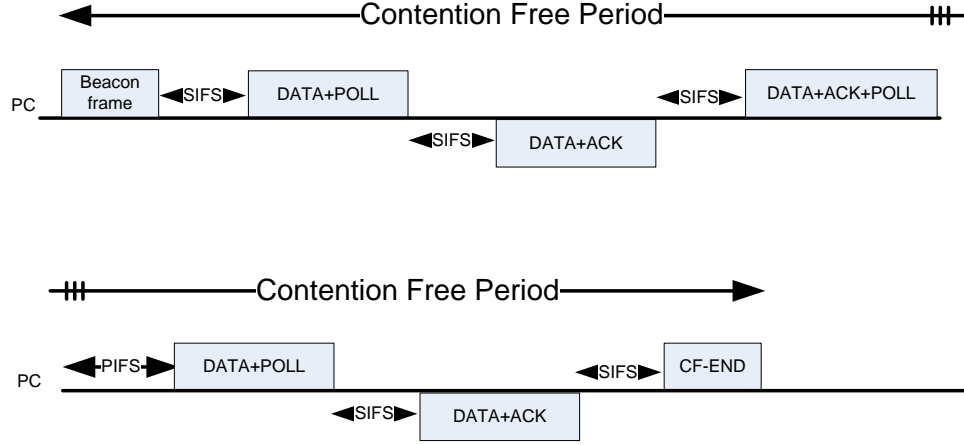 Contention Free Period
PC
Beacon
frame
SIFS
DATA+POLL
SIFS
DATA+ACK
SIFS
DATA+ACK+POLL
Contention Free Period
PC
PIFS
DATA+POLL
SIFS
DATA+ACK
SIFS
CF-END